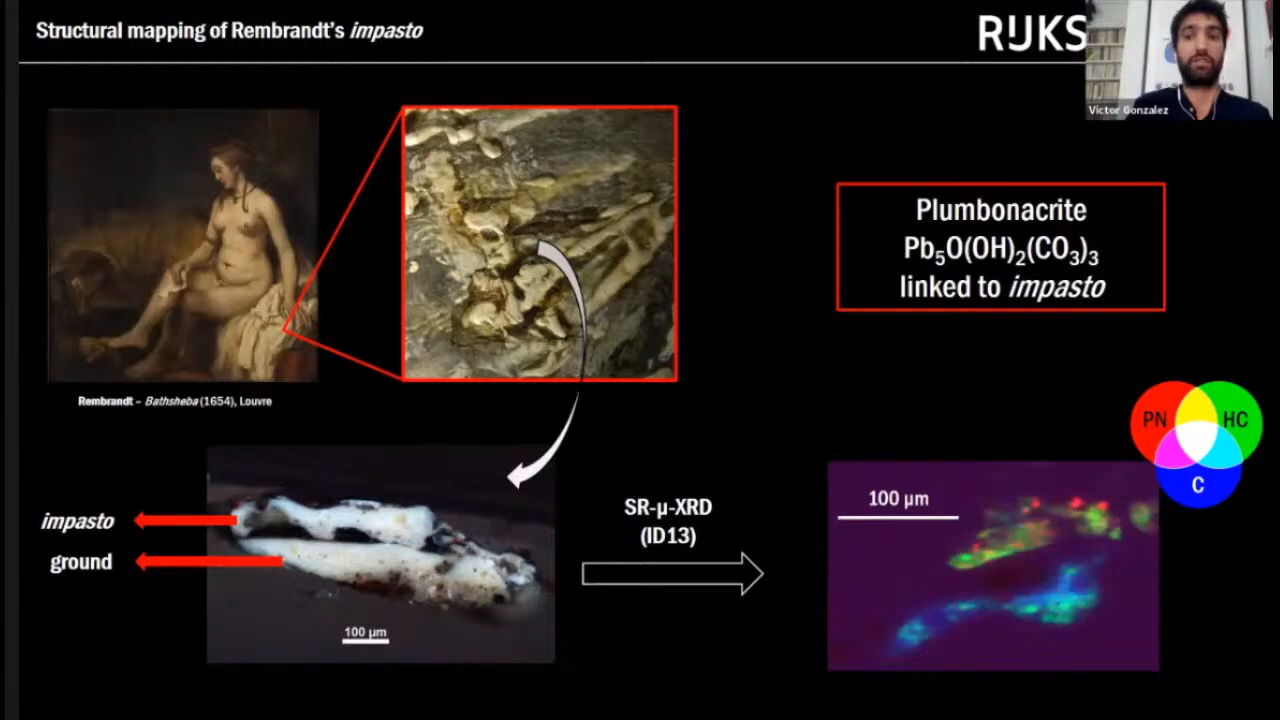 Structural mapping of Rembrandt's impasto
RIJKS
Victor Gonzalez
Plumbonacrite
Pb₅O(OH)₂(CO₃)₃
linked to impasto
Rembrandt – Bathsheba (1654), Louvre
PN
HC
C
impasto
ground
100 µm
SR-µ-XRD
(ID13)
100 µm